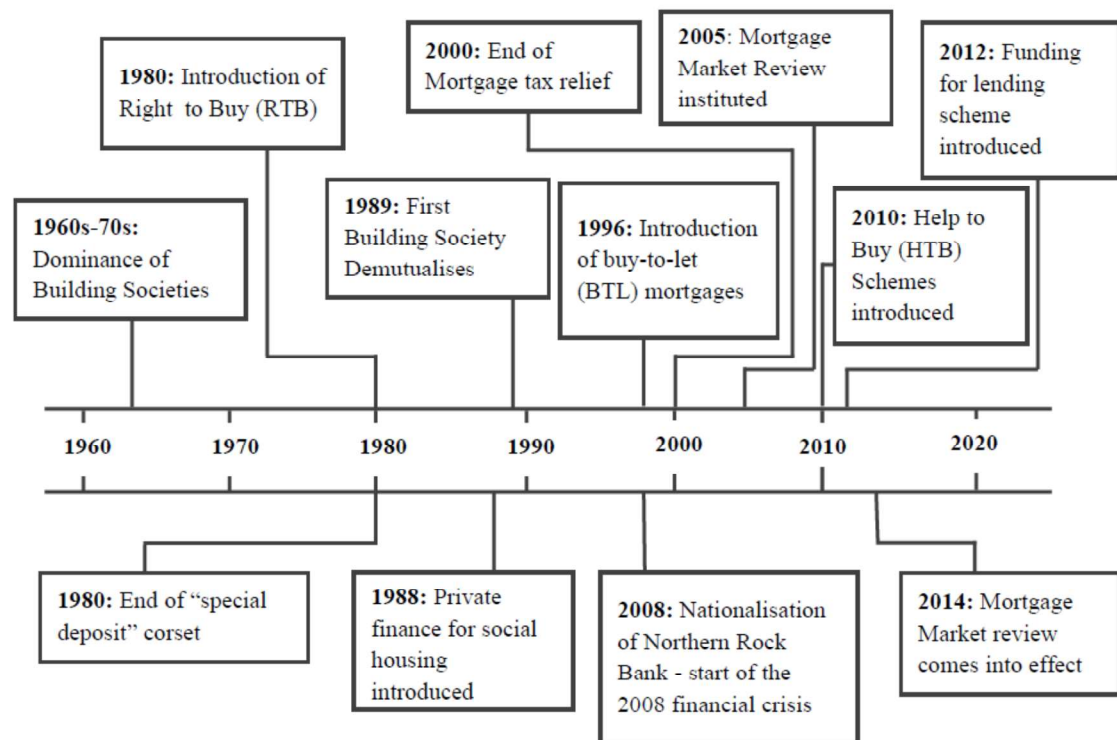 1980: Introduction of
Right to Buy (RTB)
2000: End of
Mortgage tax relief
2005: Mortgage
Market Review
instituted
2012: Funding
for lending
scheme
introduced
1960s-70s:
Dominance of
Building Societies
1989: First
Building Society
Demutualises
1996: Introduction
of buy-to-let
(BTL) mortgages
2010: Help to
Buy (HTB)
Schemes
introduced
1960
1970
1980
1990
2000
2010
2020
1980: End of “special
deposit” corset
1988: Private
finance for social
housing
introduced
2008: Nationalisation
of Northern Rock
Bank - start of the
2008 financial crisis
2014: Mortgage
Market review
comes into effect